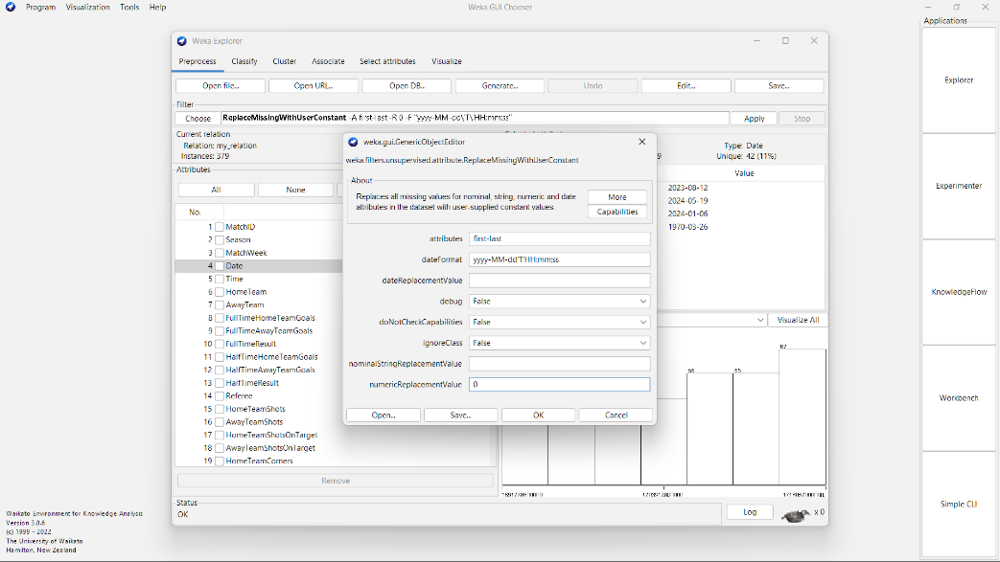 Program Visualization Tools Help Weka GUI Chooser
Applications
Weka Explorer
Preprocess Classify Cluster Associate Select attributes Visualize
Open file... Open URL... Open DB... Generate... Undo Edit... Save...
Filter
Choose ReplaceMissingWithUserConstant -A first-last -R 0 -F "yyyy-MM-dd\'T\'HH:mm:ss" Apply Stop
Current relation
Relation: my_relation
Instances: 379
9
Type: Date
Unique: 42 (11%)
Attributes
All None
No.
1 MatchID
2 Season
3 MatchWeek
4 Date
5 Time
6 HomeTeam
7 AwayTeam
8 FullTimeHomeTeamGoals
9 FullTimeAwayTeamGoals
10 FullTimeResult
11 HalfTimeHomeTeamGoals
12 HalfTimeAwayTeamGoals
13 HalfTimeResult
14 Referee
15 HomeTeamShots
16 AwayTeamShots
17 HomeTeamShotsOnTarget
18 AwayTeamShotsOnTarget
19 HomeTeamCorners
Remove
Value
2023-08-12
2024-05-19
2024-01-06
1970-03-26
Visualize All
67
55
55
weka.gui.GenericObjectEditor
weka.filters.unsupervised.attribute.ReplaceMissingWithUserConstant
About
Replaces all missing values for nominal, string, numeric and date
attributes in the dataset with user-supplied constant values.
More
Capabilities
attributes first-last
dateFormat yyyy-MM-dd'T'HH:mm:ss
dateReplacementValue
debug False
doNotCheckCapabilities False
ignoreClass False
nominalStringReplacementValue
numericReplacementValue 0
Open... Save... OK Cancel
Status
OK
Log x 0
Explorer
Experimenter
KnowledgeFlow
Workbench
Simple CLI
Waikato Environment for Knowledge Analysis
Version 3.8.6
(c) 1999 - 2022
The University of Waikato
Hamilton, New Zealand